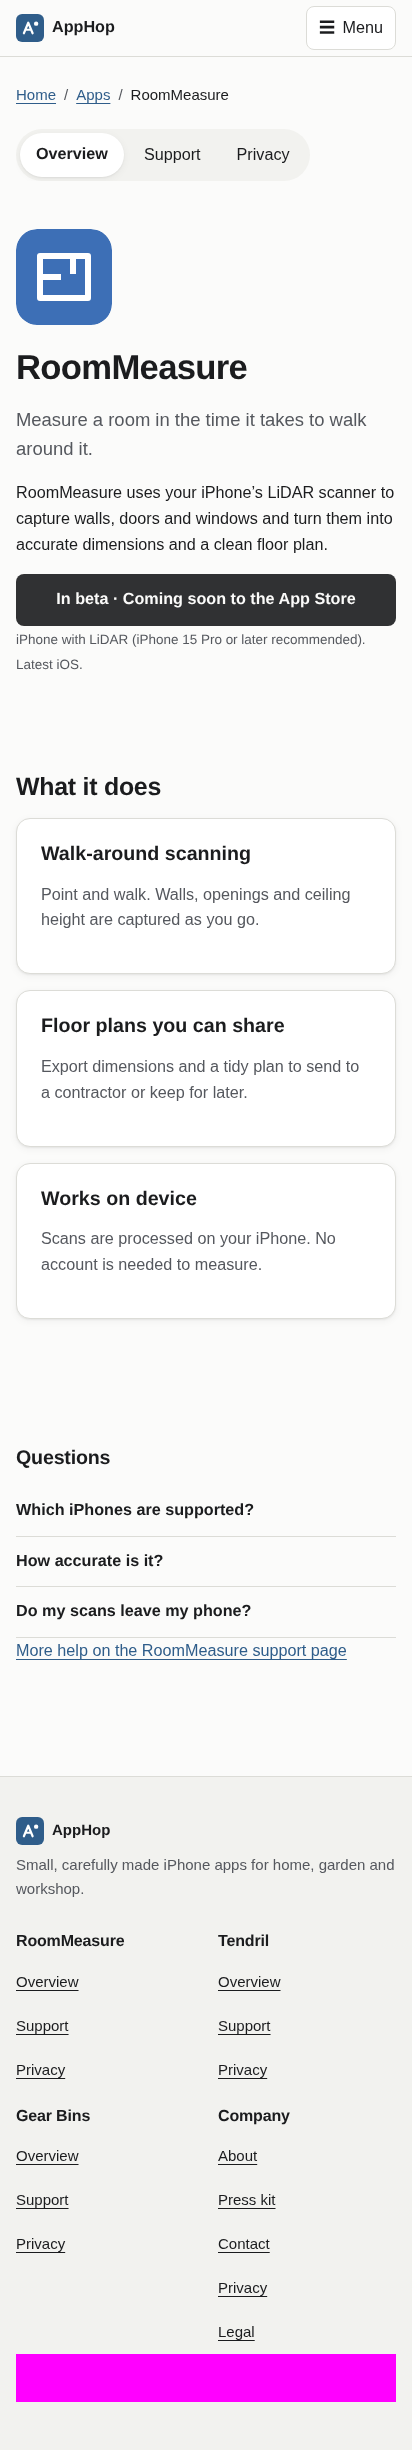 AppHop
☰ Menu
Home / Apps / RoomMeasure
Overview Support Privacy
RoomMeasure
Measure a room in the time it takes to walk
around it.
RoomMeasure uses your iPhone’s LiDAR scanner to
capture walls, doors and windows and turn them into
accurate dimensions and a clean floor plan.
In beta · Coming soon to the App Store
iPhone with LiDAR (iPhone 15 Pro or later recommended).
Latest iOS.
What it does
Walk-around scanning
Point and walk. Walls, openings and ceiling
height are captured as you go.
Floor plans you can share
Export dimensions and a tidy plan to send to
a contractor or keep for later.
Works on device
Scans are processed on your iPhone. No
account is needed to measure.
Questions
Which iPhones are supported?
How accurate is it?
Do my scans leave my phone?
More help on the RoomMeasure support page
AppHop
Small, carefully made iPhone apps for home, garden and
workshop.
RoomMeasure
Overview
Support
Privacy
Tendril
Overview
Support
Privacy
Gear Bins
Overview
Support
Privacy
Company
About
Press kit
Contact
Privacy
Legal